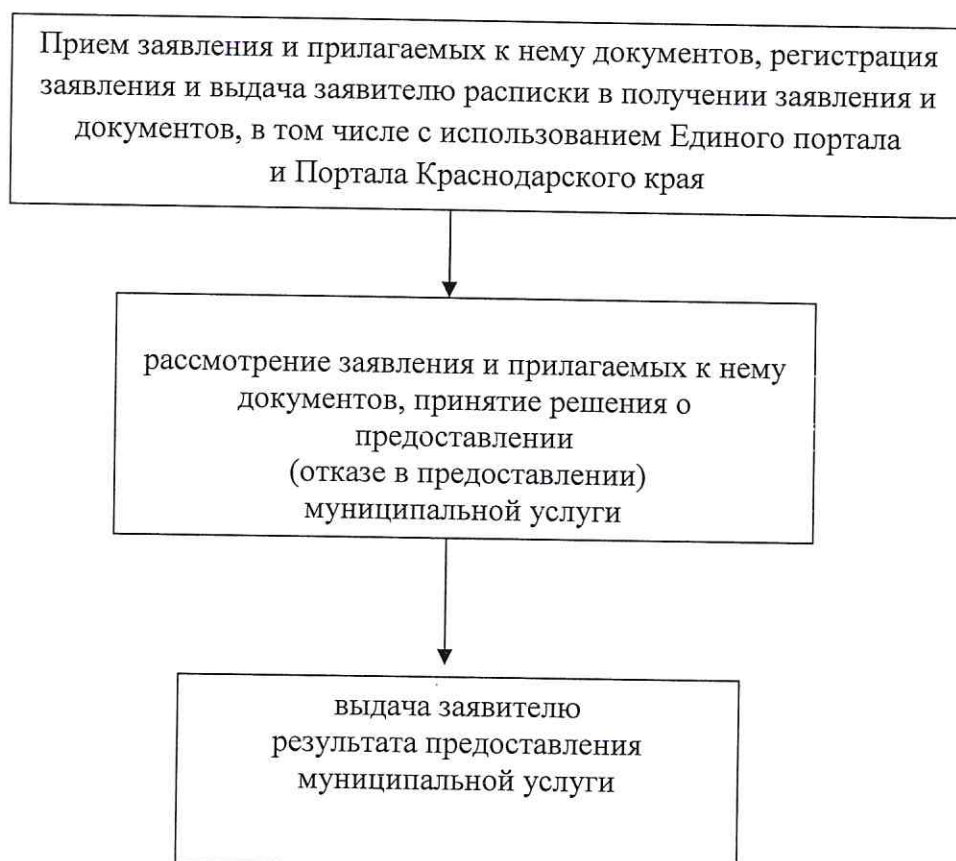 Прием заявления и прилагаемых к нему документов, регистрация
заявления и выдача заявителю расписки в получении заявления и
документов, в том числе с использованием Единого портала
и Портала Краснодарского края
рассмотрение заявления и прилагаемых к нему
документов, принятие решения о
предоставлении
(отказе в предоставлении)
муниципальной услуги
выдача заявителю
результата предоставления
муниципальной услуги